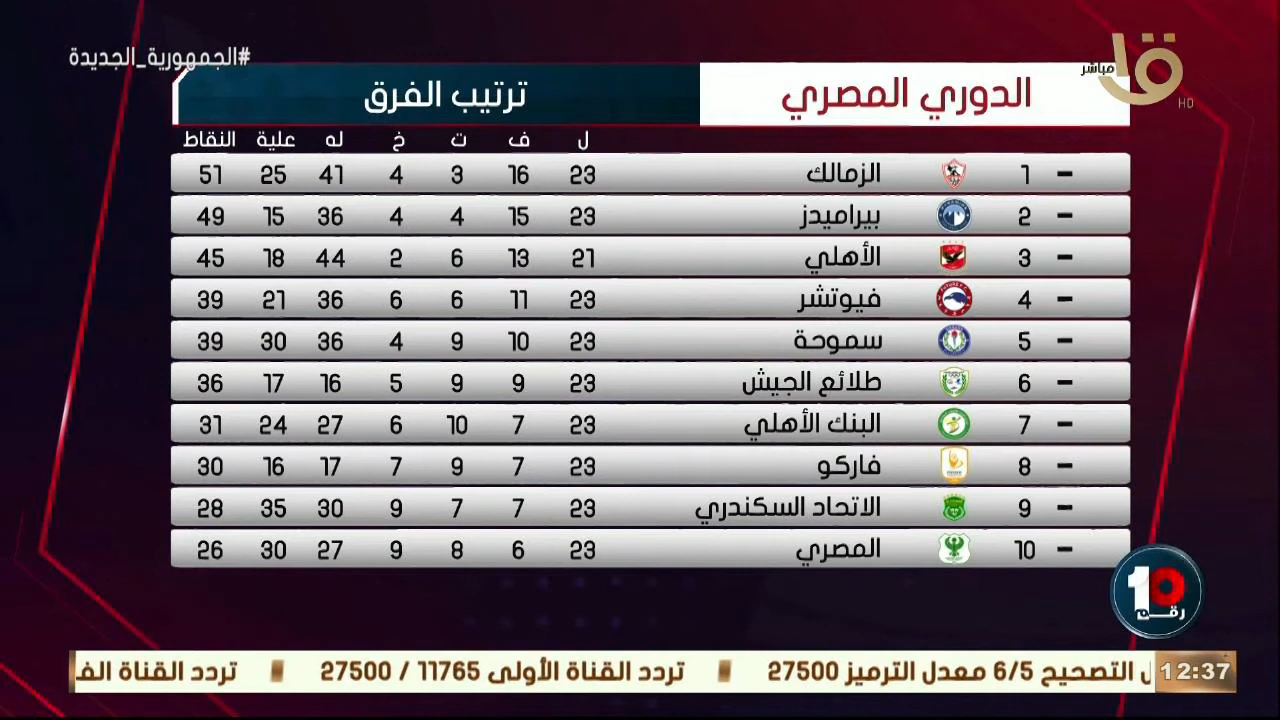 #الجمهورية_الجديدة
مباشر
HD
الدوري المصري ترتيب الفرق
ل ف ت خ له علية النقاط
- 1 الزمالك 23 16 3 4 41 25 51
- 2 بيراميدز 23 15 4 4 36 15 49
- 3 الأهلي 21 13 6 2 44 18 45
- 4 فيوتشر 23 11 6 6 36 21 39
- 5 سموحة 23 10 9 4 36 30 39
- 6 طلائع الجيش 23 9 9 5 16 17 36
- 7 البنك الأهلي 23 7 10 6 27 24 31
- 8 فاركو 23 7 9 7 17 16 30
- 9 الاتحاد السكندري 23 7 7 9 30 35 28
- 10 المصري 23 6 8 9 27 30 26
10 رقم
12:37 ل التصحيح 6/5 معدل الترميز 27500 تردد القناة الأولى 11765 / 27500 تردد القناة الف